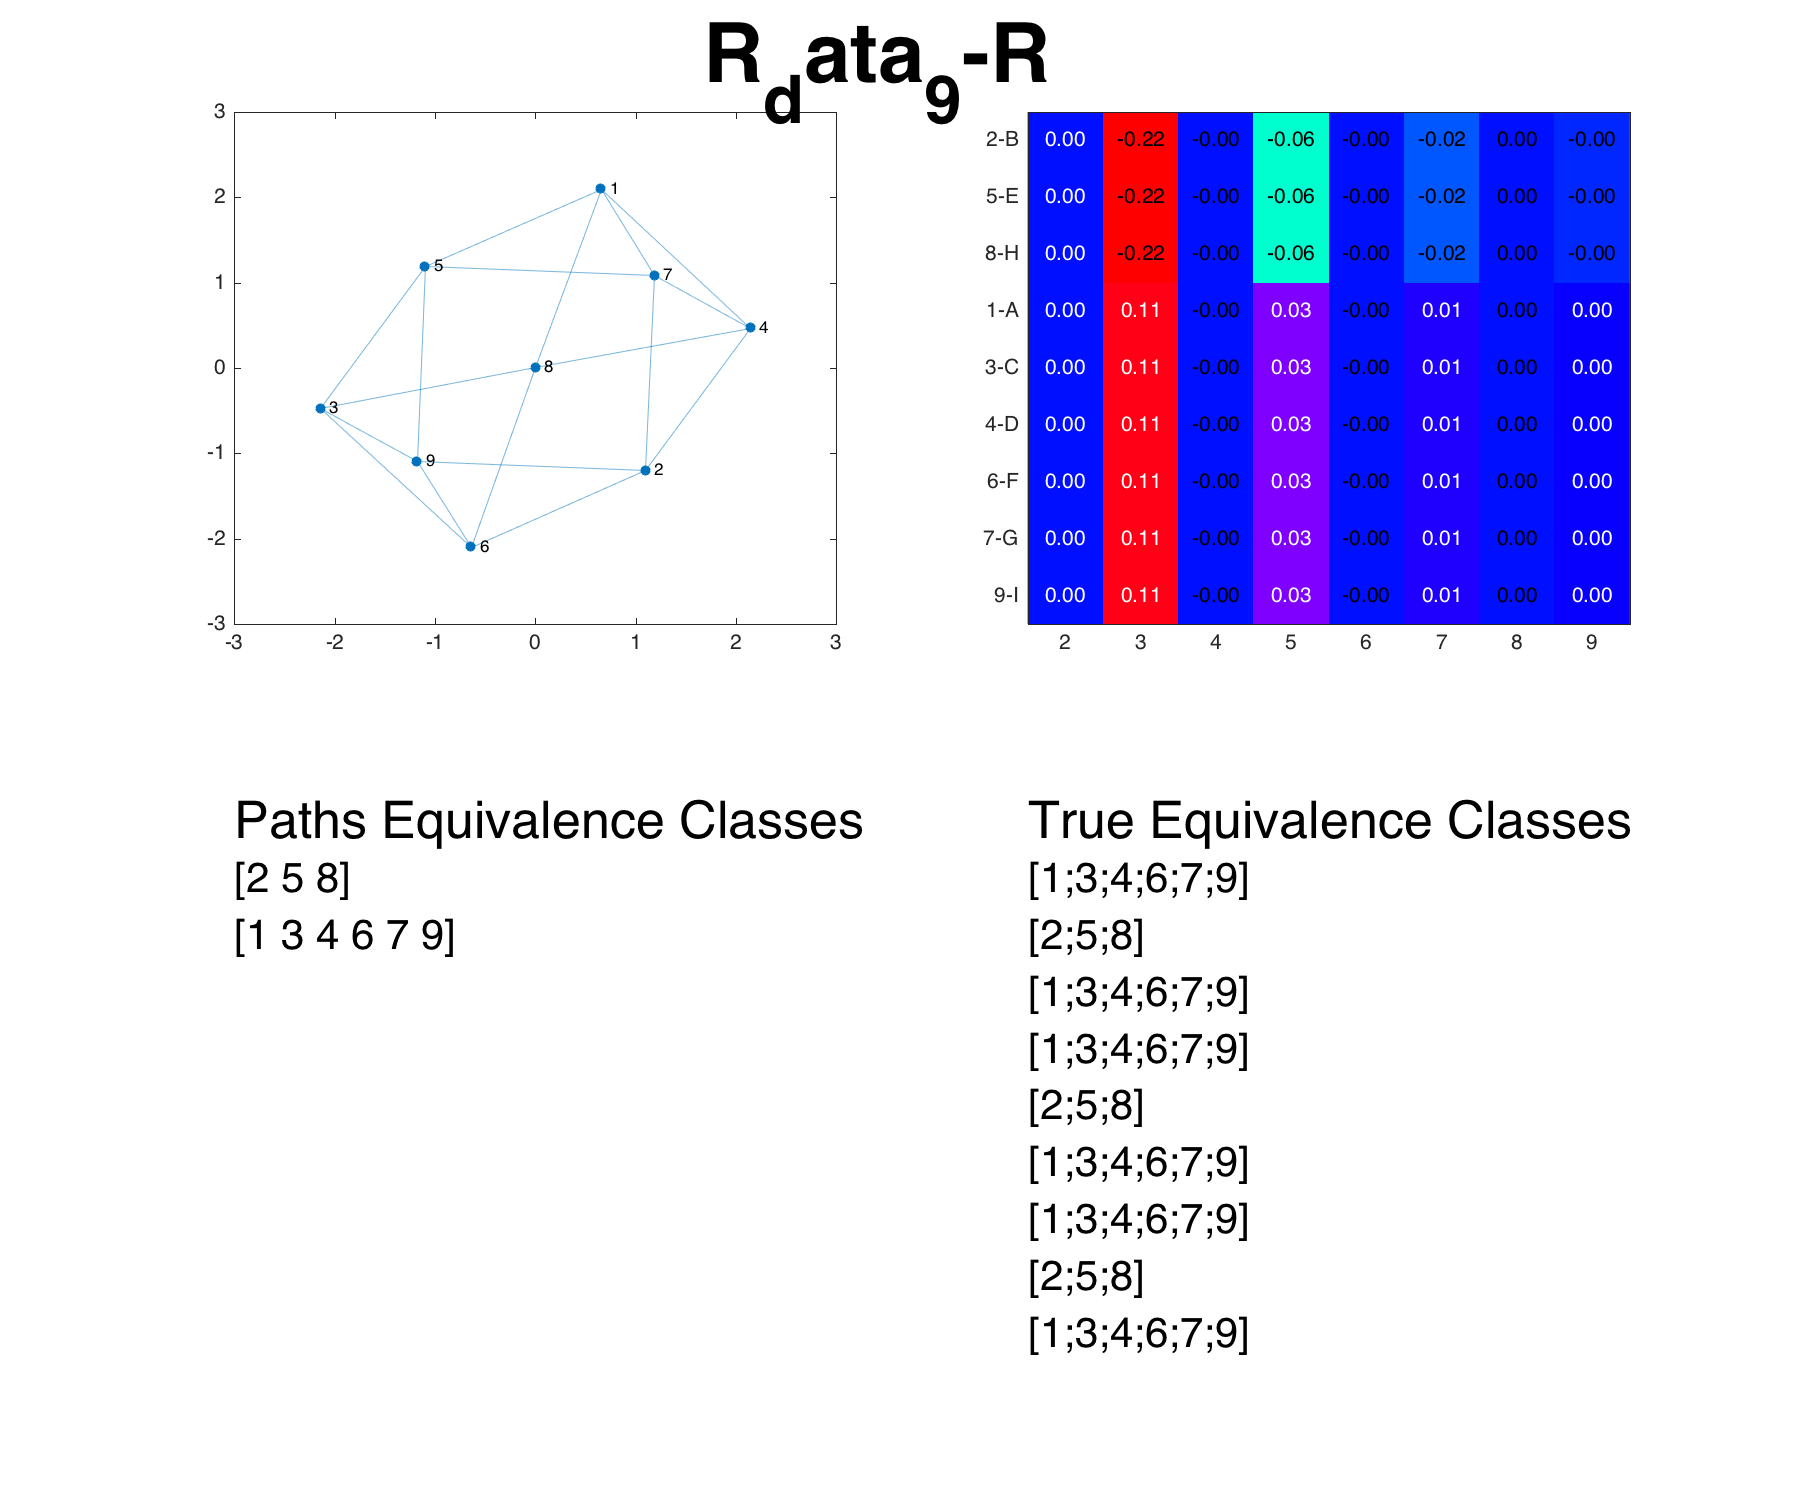 Rdata9-R
3
2
1
0
-1
-2
-3
-3 -2 -1 0 1 2 3
1
5
7
4
8
3
9
2
6
2-B 0.00 -0.22 -0.00 -0.06 -0.00 -0.02 0.00 -0.00
5-E 0.00 -0.22 -0.00 -0.06 -0.00 -0.02 0.00 -0.00
8-H 0.00 -0.22 -0.00 -0.06 -0.00 -0.02 0.00 -0.00
1-A 0.00 0.11 -0.00 0.03 -0.00 0.01 0.00 0.00
3-C 0.00 0.11 -0.00 0.03 -0.00 0.01 0.00 0.00
4-D 0.00 0.11 -0.00 0.03 -0.00 0.01 0.00 0.00
6-F 0.00 0.11 -0.00 0.03 -0.00 0.01 0.00 0.00
7-G 0.00 0.11 -0.00 0.03 -0.00 0.01 0.00 0.00
9-I 0.00 0.11 -0.00 0.03 -0.00 0.01 0.00 0.00
2 3 4 5 6 7 8 9
Paths Equivalence Classes
[2 5 8]
[1 3 4 6 7 9]
True Equivalence Classes
[1;3;4;6;7;9]
[2;5;8]
[1;3;4;6;7;9]
[1;3;4;6;7;9]
[2;5;8]
[1;3;4;6;7;9]
[1;3;4;6;7;9]
[2;5;8]
[1;3;4;6;7;9]